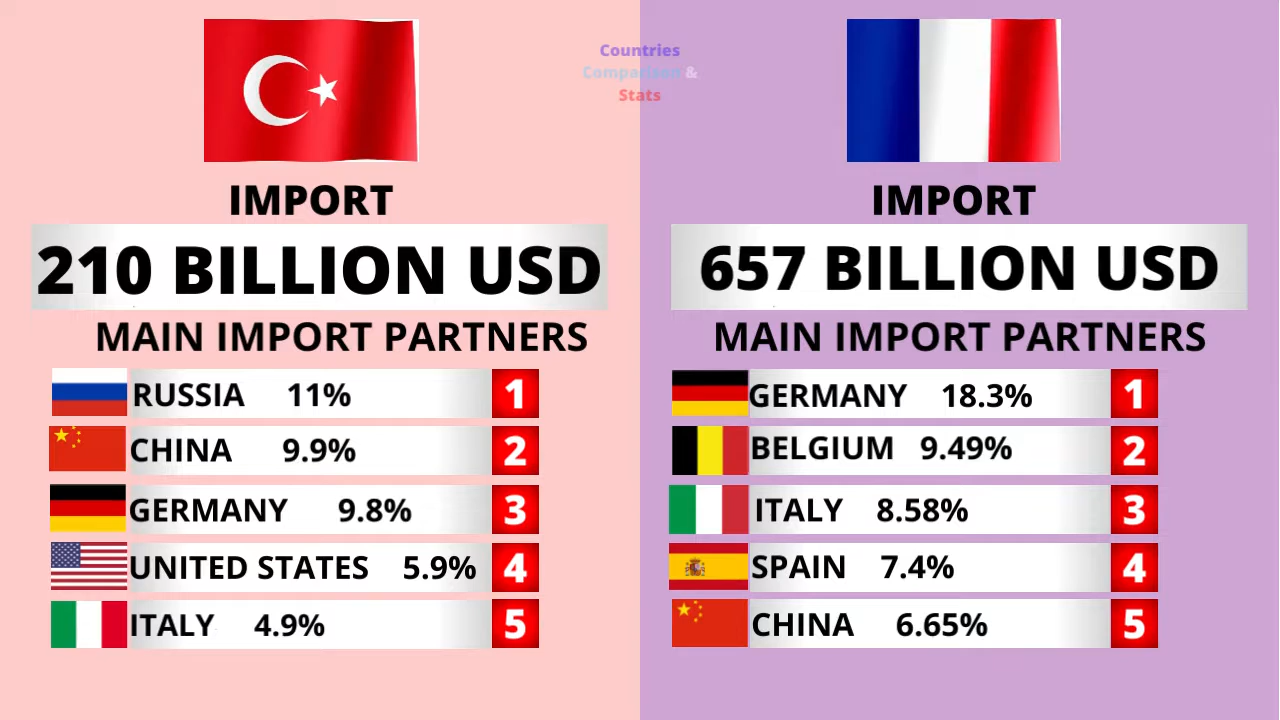 Countries
Comparison &
Stats
IMPORT
210 BILLION USD
MAIN IMPORT PARTNERS
RUSSIA 11% 1
CHINA 9.9% 2
GERMANY 9.8% 3
UNITED STATES 5.9% 4
ITALY 4.9% 5
IMPORT
657 BILLION USD
MAIN IMPORT PARTNERS
GERMANY 18.3% 1
BELGIUM 9.49% 2
ITALY 8.58% 3
SPAIN 7.4% 4
CHINA 6.65% 5